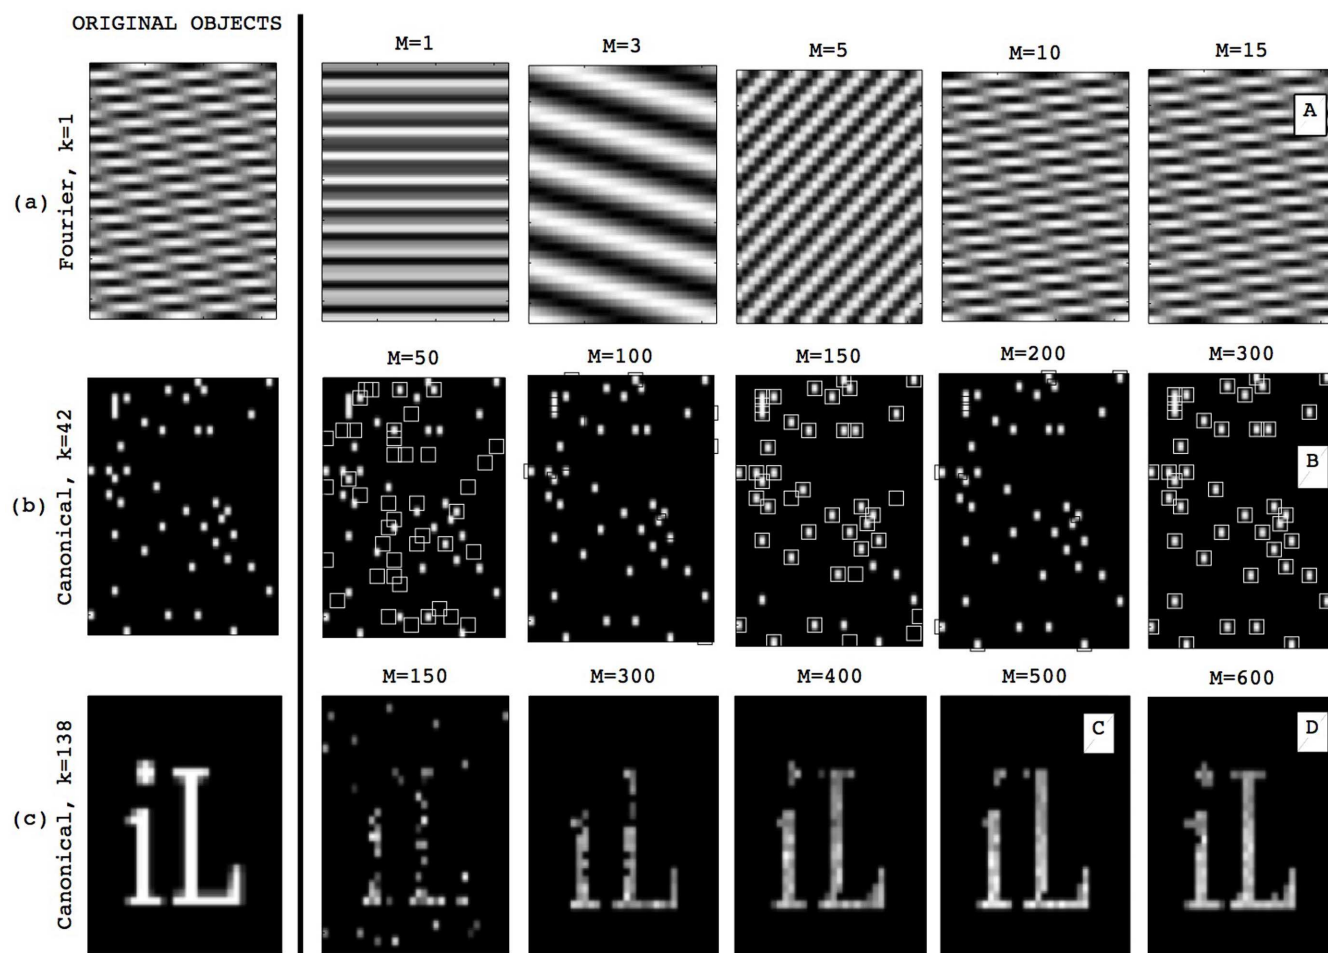 ORIGINAL OBJECTS
M=1 M=3 M=5 M=10 M=15
(a) Fourier, k=1
A
M=50 M=100 M=150 M=200 M=300
(b) Canonical, k=42
B
M=150 M=300 M=400 M=500 M=600
(c) Canonical, k=138
iL
C
D